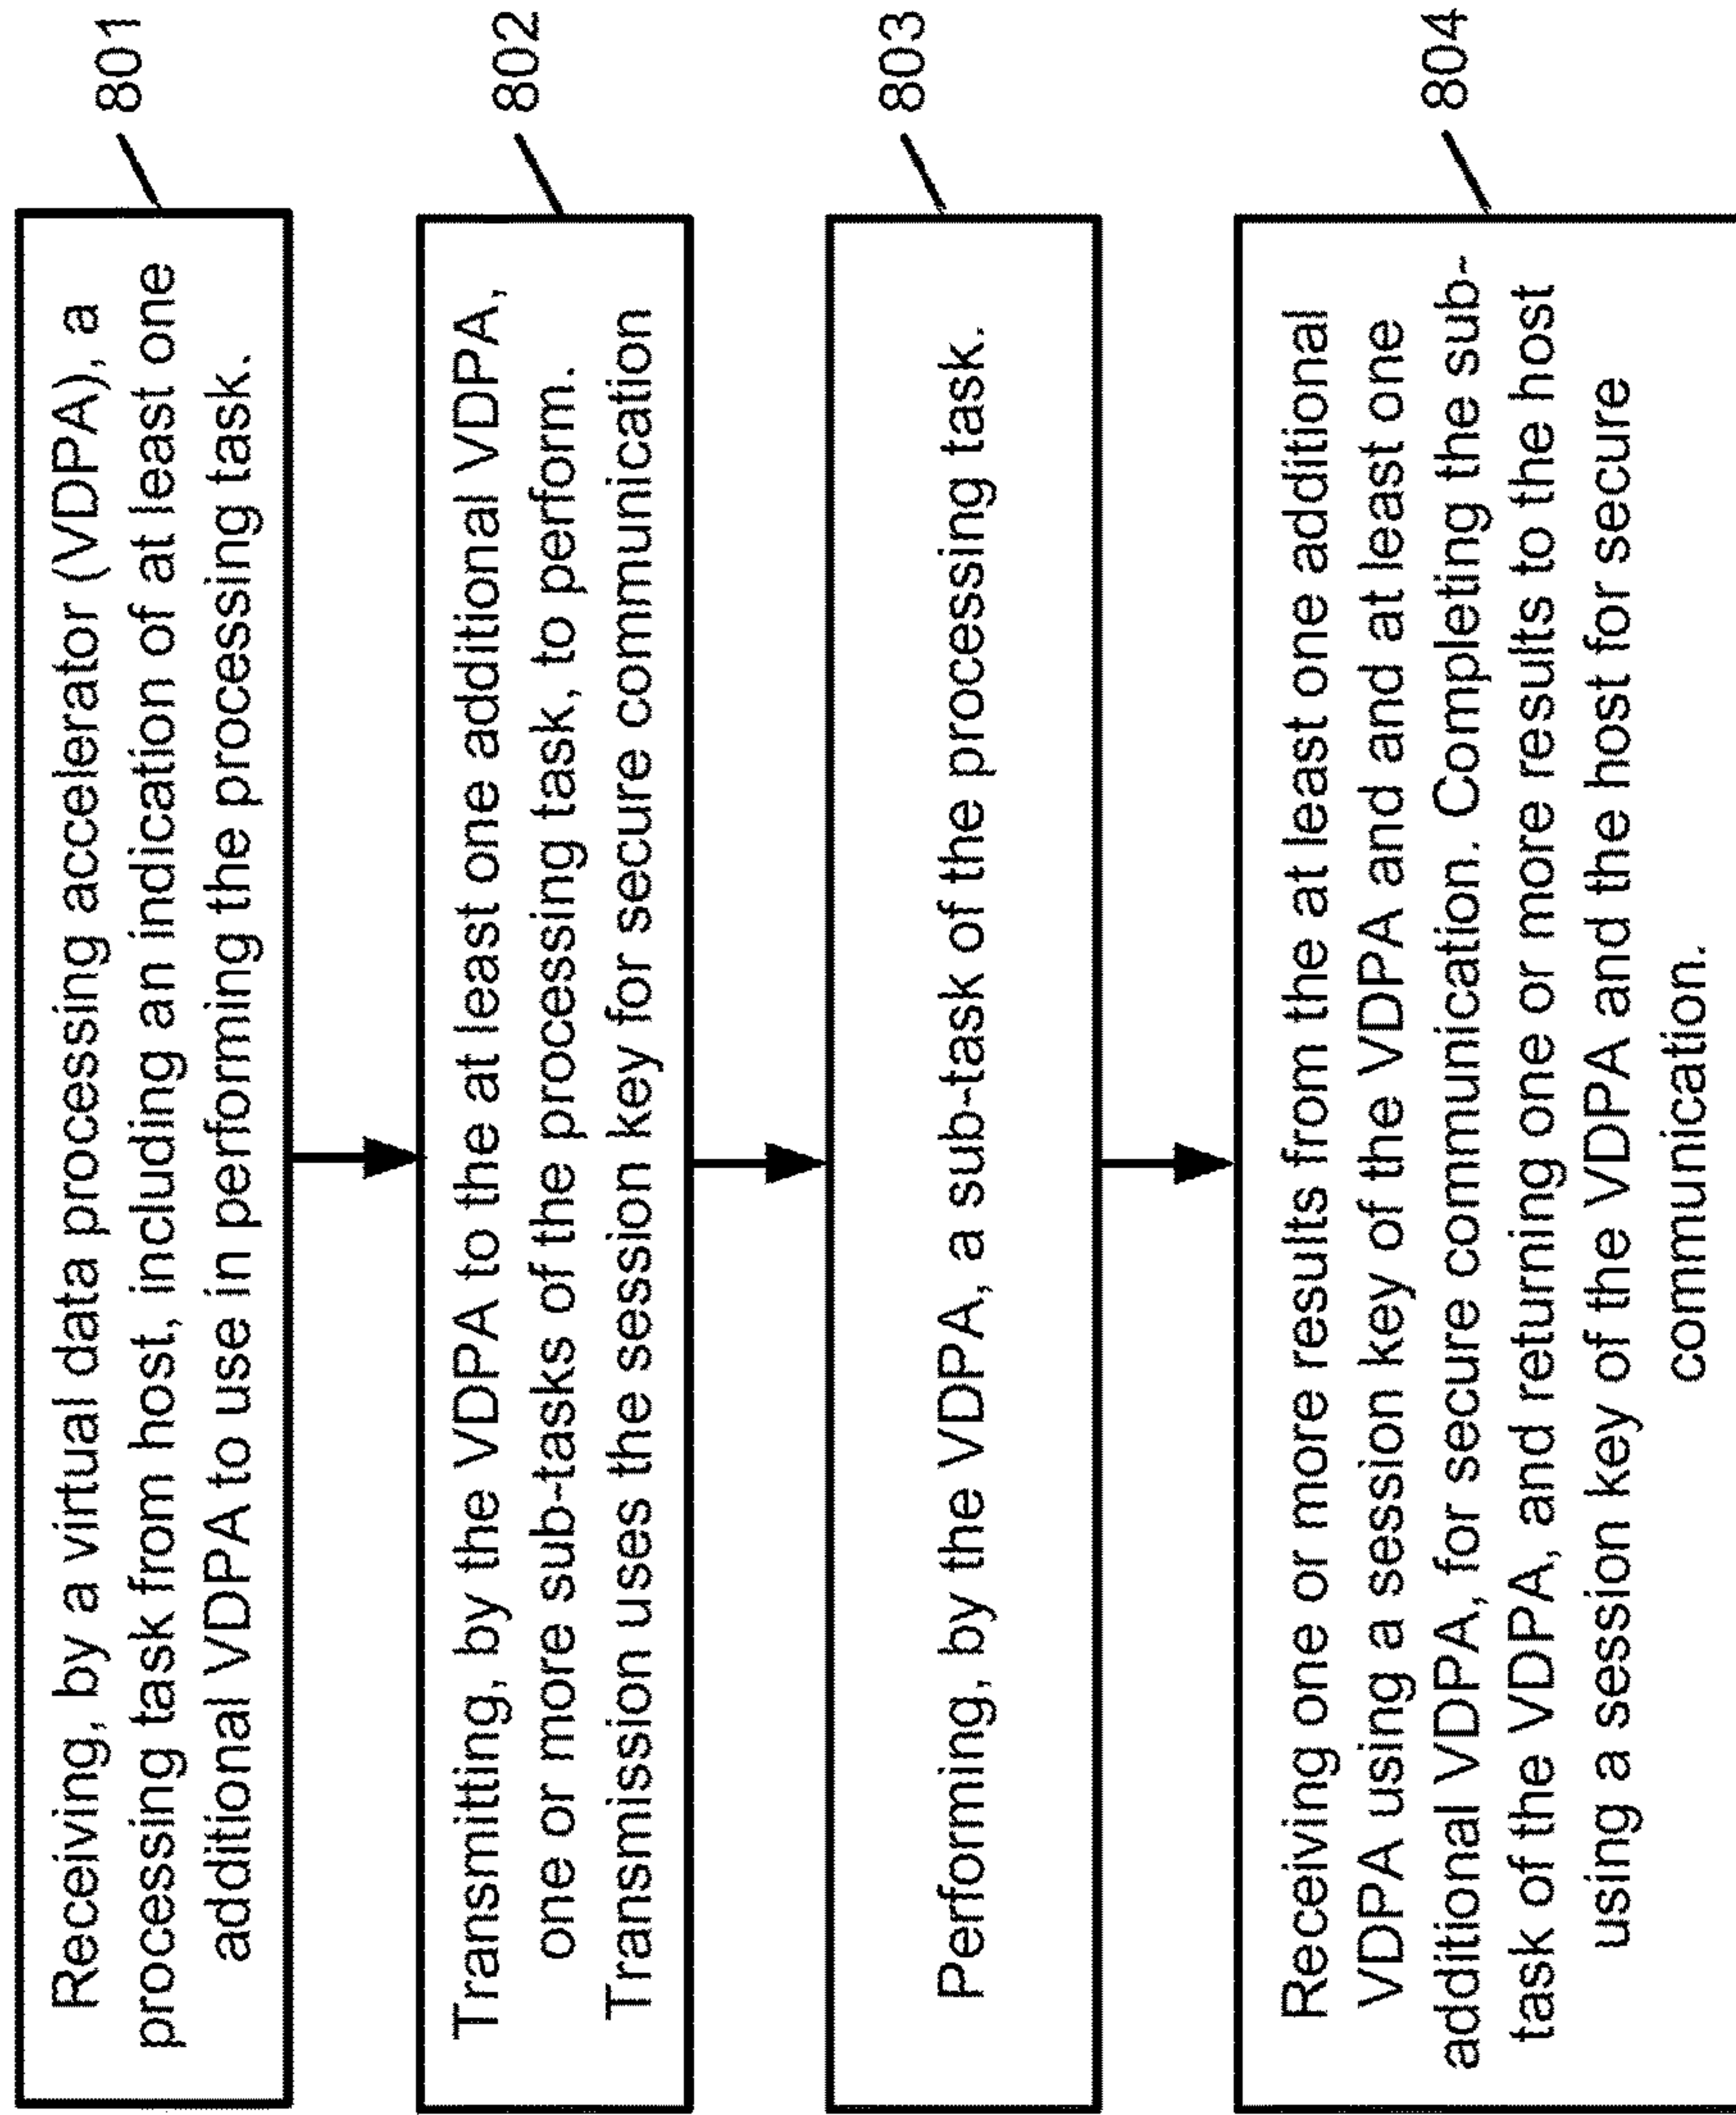 Receiving, by a virtual data processing accelerator (VDPA), a
processing task from host, including an indication of at least one
additional VDPA to use in performing the processing task.
801
Transmitting, by the VDPA to the at least one additional VDPA,
one or more sub-tasks of the processing task, to perform.
Transmission uses the session key for secure communication
802
Performing, by the VDPA, a sub-task of the processing task.
803
Receiving one or more results from the at least one additional
VDPA using a session key of the VDPA and and at least one
additional VDPA, for secure communication. Completing the sub-
task of the VDPA, and returning one or more results to the host
using a session key of the VDPA and the host for secure
communication.
804